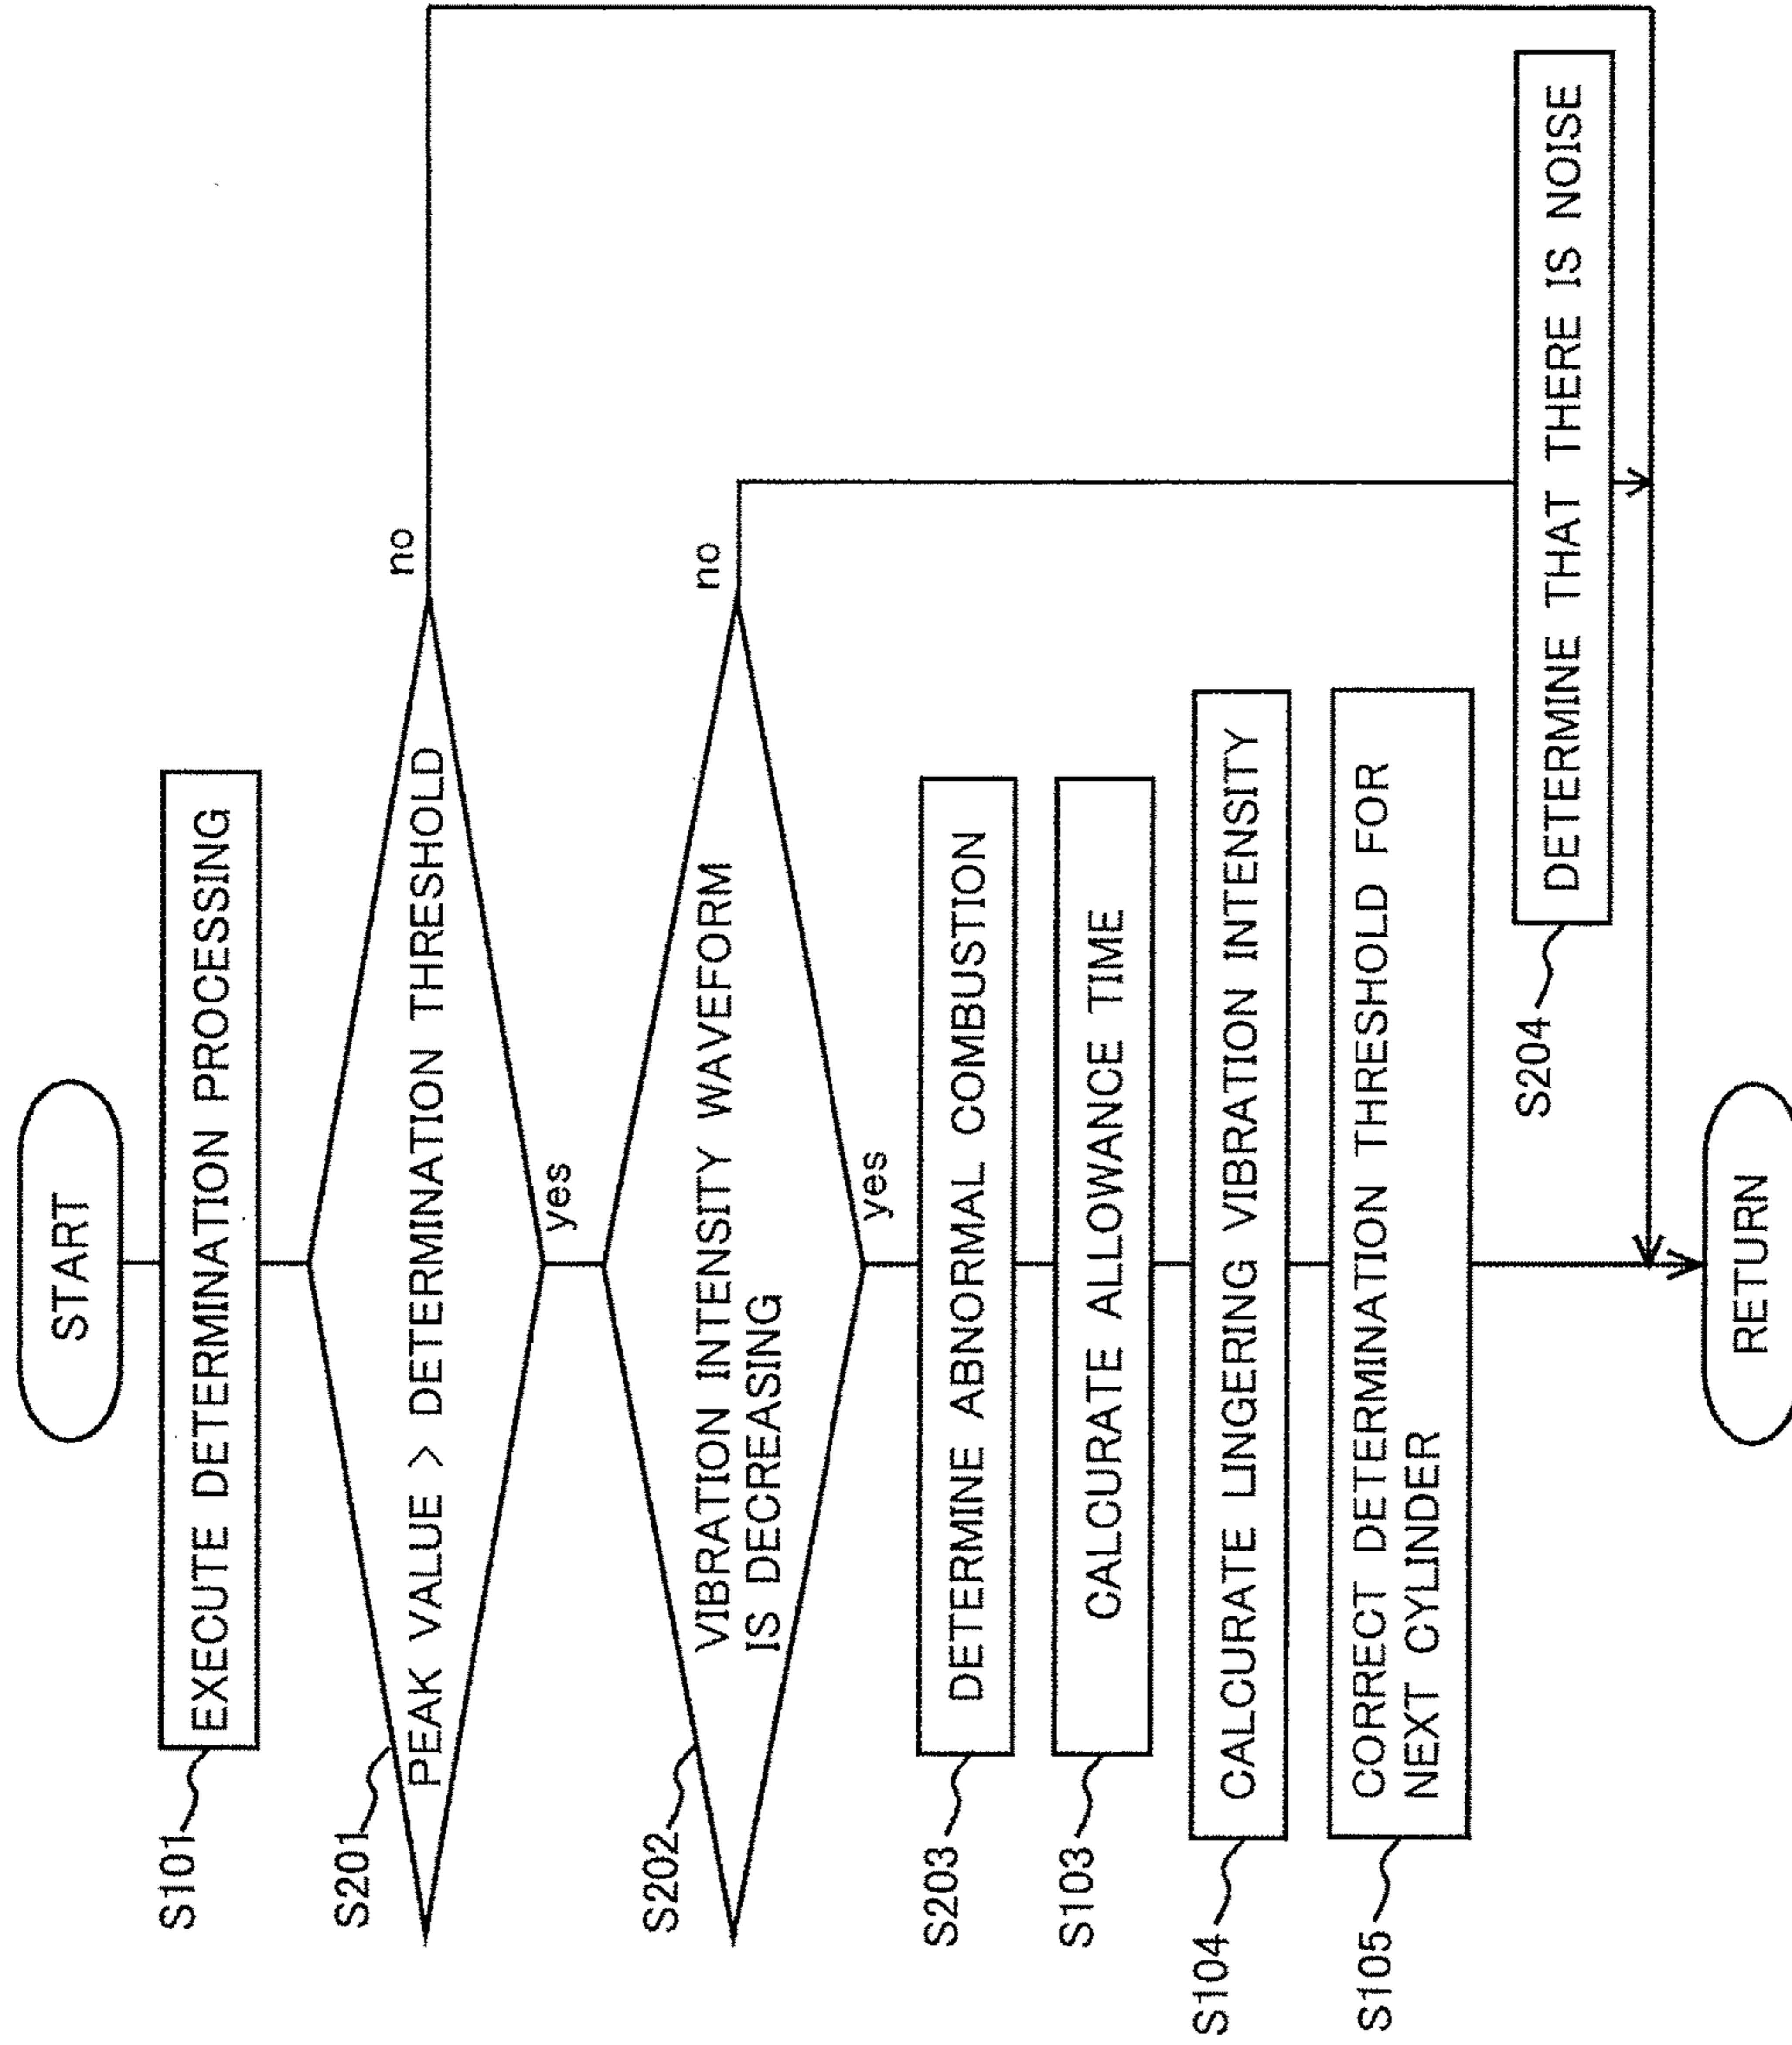 START
S101
EXECUTE DETERMINATION PROCESSING
S201
PEAK VALUE > DETERMINATION THRESHOLD
no
yes
S202
VIBRATION INTENSITY WAVEFORM
IS DECREASING
no
yes
S203
DETERMINE ABNORMAL COMBUSTION
S103
CALCURATE ALLOWANCE TIME
S104
CALCURATE LINGERING VIBRATION INTENSITY
S105
CORRECT DETERMINATION THRESHOLD FOR
NEXT CYLINDER
S204
DETERMINE THAT THERE IS NOISE
RETURN